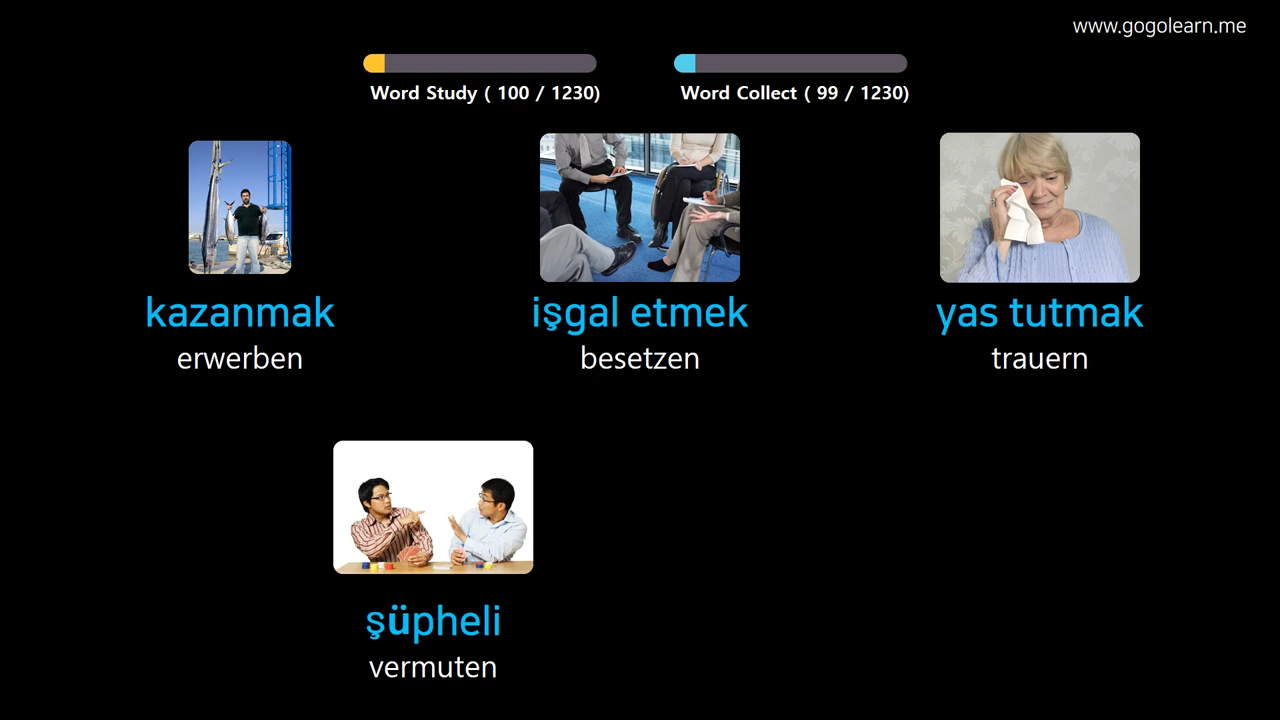 www.gogolearn.me
Word Study ( 100 / 1230)
Word Collect ( 99 / 1230)
kazanmak
erwerben
işgal etmek
besetzen
yas tutmak
trauern
şüpheli
vermuten